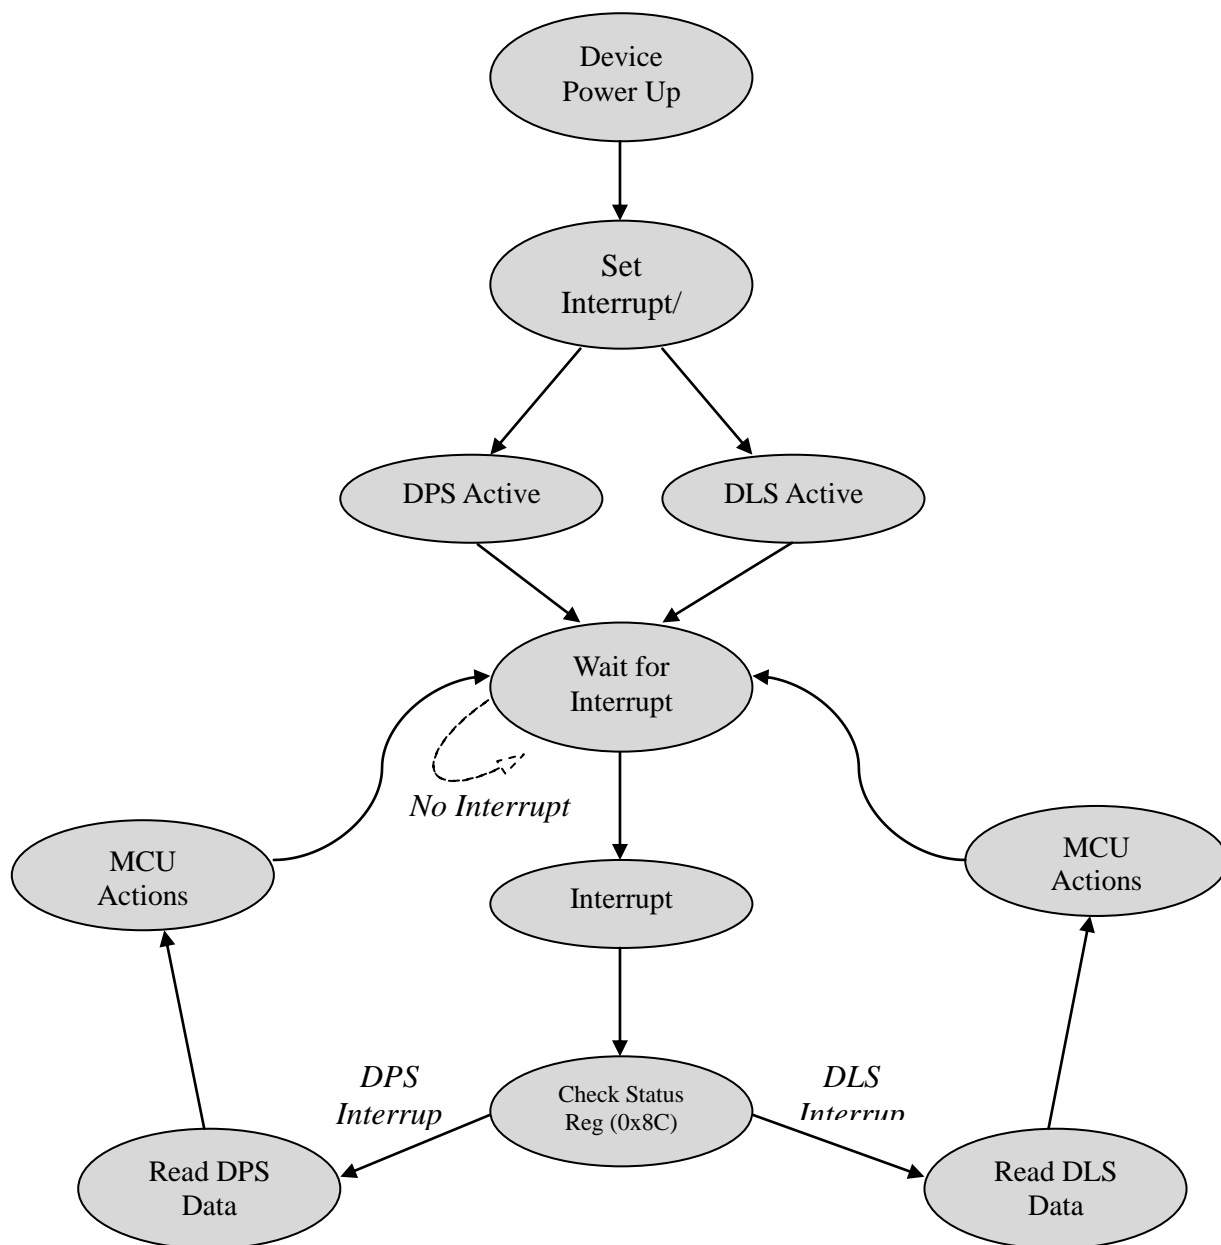 Device
Power Up
Set
Interrupt/
DPS Active
DLS Active
Wait for
Interrupt
No Interrupt
MCU
Actions
MCU
Actions
Interrupt
DPS
Interrup
Check Status
Reg (0x8C)
DLS
Interrup
Read DPS
Data
Read DLS
Data